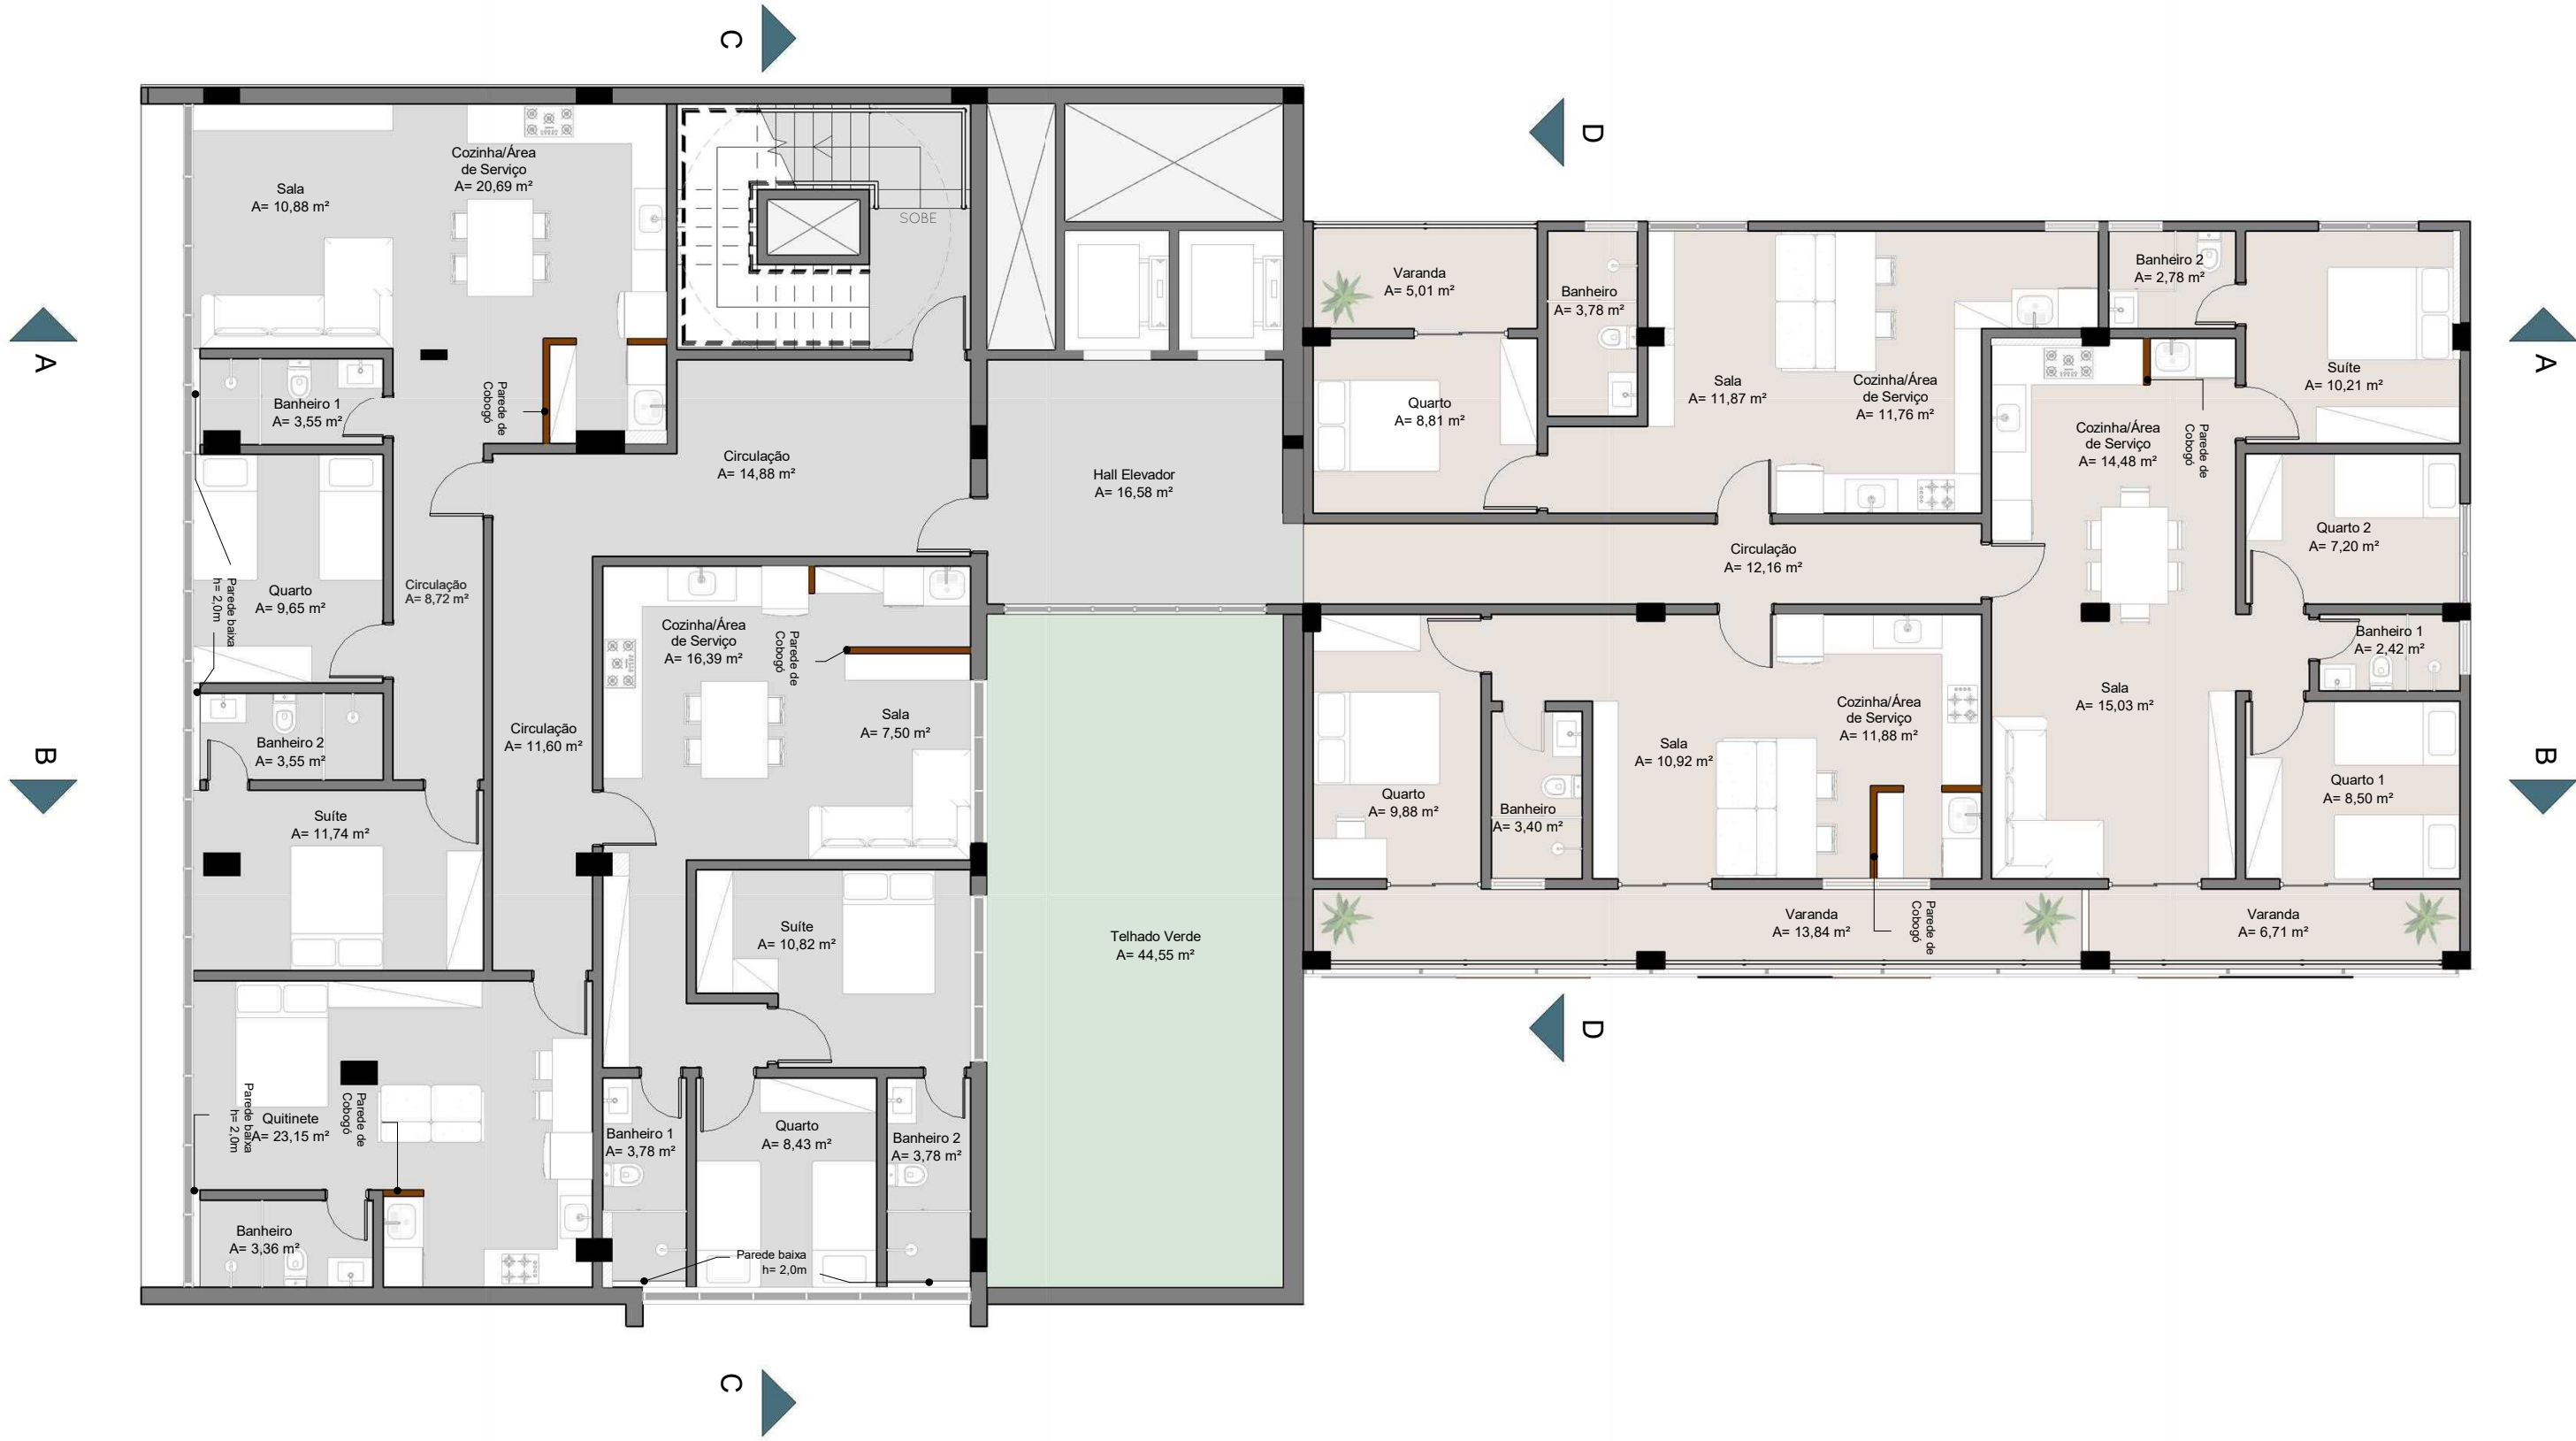 C
D
Sala
A= 10,88 m²
Cozinha/Área
de Serviço
A= 20,69 m²
SOBE
Varanda
A= 5,01 m²
Banheiro
A= 3,78 m²
Banheiro 2
A= 2,78 m²
A
A
Banheiro 1
A= 3,55 m²
Parede de
Cobogó
Quarto
A= 8,81 m²
Sala
A= 11,87 m²
Cozinha/Área
de Serviço
A= 11,76 m²
Suíte
A= 10,21 m²
Circulação
A= 14,88 m²
Hall Elevador
A= 16,58 m²
Cozinha/Área
de Serviço
A= 14,48 m²
Parede de
Cobogó
Quarto
A= 9,65 m²
Parede baixa
h= 2,0m
Circulação
A= 8,72 m²
Circulação
A= 12,16 m²
Quarto 2
A= 7,20 m²
Cozinha/Área
de Serviço
A= 16,39 m²
Parede de
Cobogó
Banheiro 1
A= 2,42 m²
B
B
Banheiro 2
A= 3,55 m²
Circulação
A= 11,60 m²
Sala
A= 7,50 m²
Sala
A= 10,92 m²
Cozinha/Área
de Serviço
A= 11,88 m²
Sala
A= 15,03 m²
Suíte
A= 11,74 m²
Quarto
A= 9,88 m²
Banheiro
A= 3,40 m²
Quarto 1
A= 8,50 m²
Suíte
A= 10,82 m²
Telhado Verde
A= 44,55 m²
Varanda
A= 13,84 m²
Parede de
Cobogó
Varanda
A= 6,71 m²
D
Parede baixa
h= 2,0m
Quitinete
A= 23,15 m²
Parede de
Cobogó
Banheiro 1
A= 3,78 m²
Quarto
A= 8,43 m²
Banheiro 2
A= 3,78 m²
Banheiro
A= 3,36 m²
Parede baixa
h= 2,0m
C